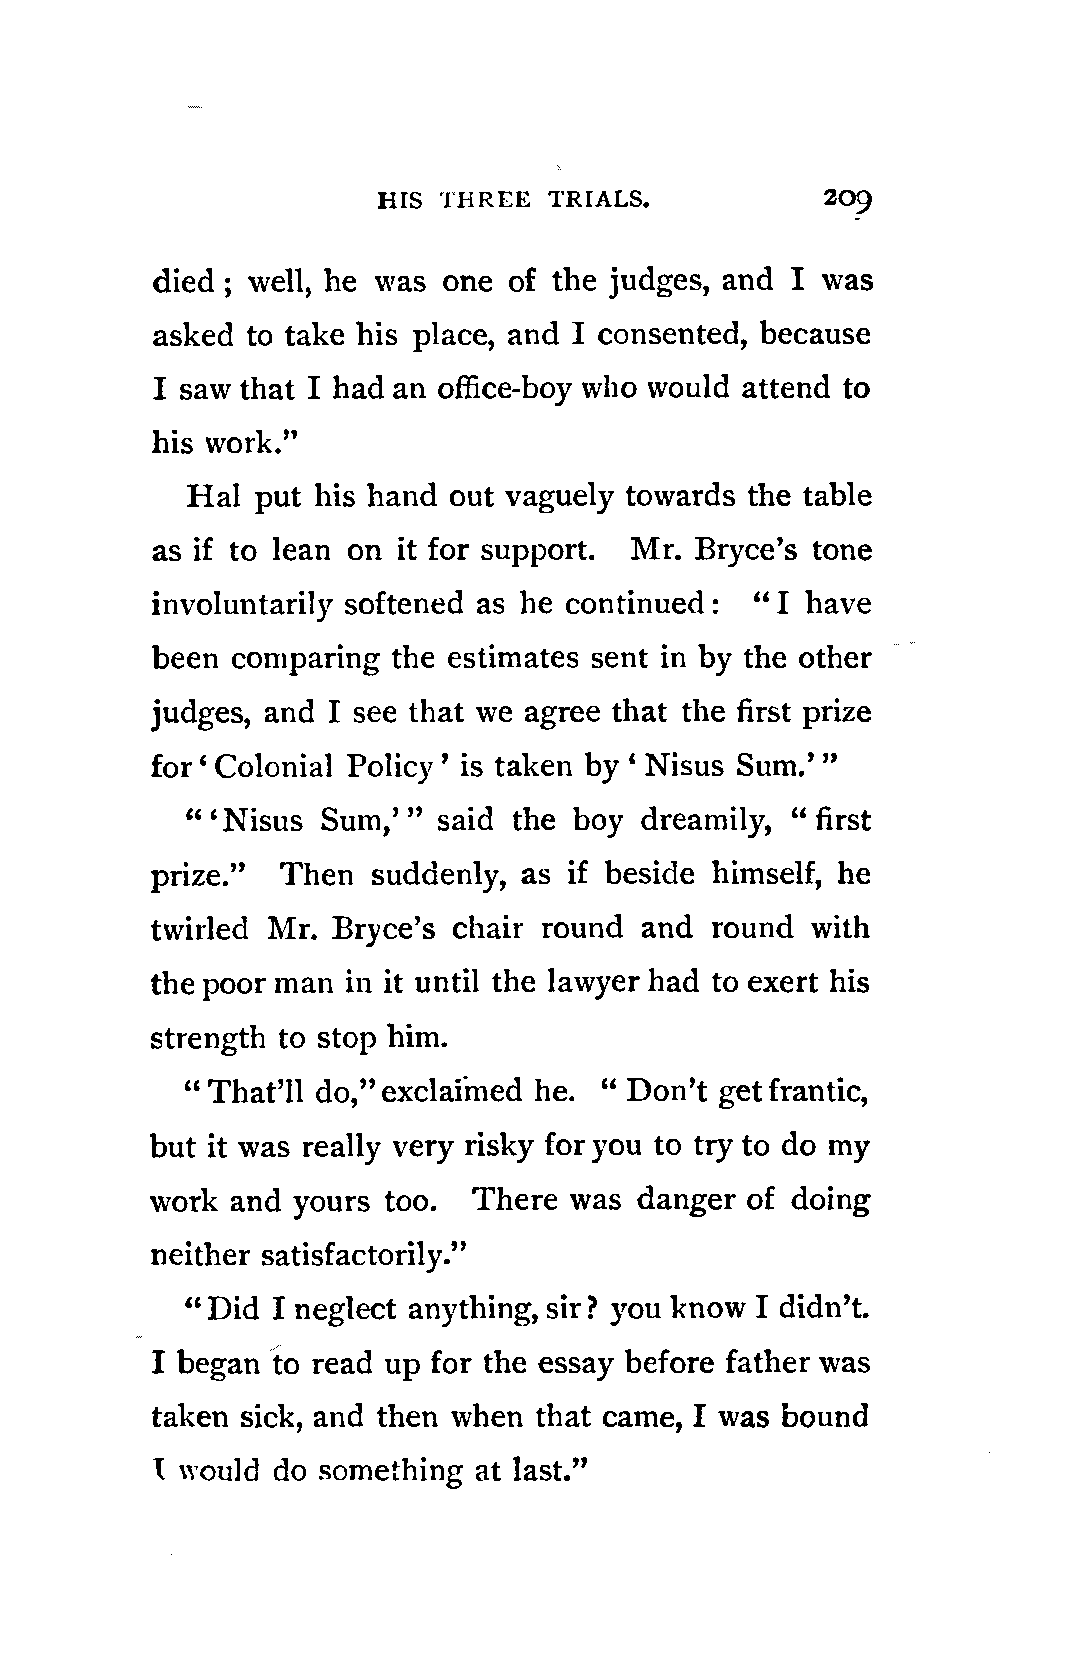 HIS THREE TRIALS. 209
died ; well, he was one of the judges, and I was
asked to take his place, and I consented, because
I saw that I had an office-boy who would attend to
his work.”
Hal put his hand out vaguely towards the table
as if to lean on it for support. Mr. Bryce’s tone
involuntarily softened as he continued : “ I have
been comparing the estimates sent in by the other
judges, and I see that we agree that the first prize
for ‘ Colonial Policy ’ is taken by ‘ Nisus Sum.’ ”
“ ‘Nisus Sum,’ ” said the boy dreamily, “ first
prize.” Then suddenly, as if beside himself, he
twirled Mr. Bryce’s chair round and round with
the poor man in it until the lawyer had to exert his
strength to stop him.
“ That’ll do,” exclaimed he. “ Don’t get frantic,
but it was really very risky for you to try to do my
work and yours too. There was danger of doing
neither satisfactorily.”
“ Did I neglect anything, sir ? you know I didn’t.
I began to read up for the essay before father was
taken sick, and then when that came, I was bound
I would do something at last.”